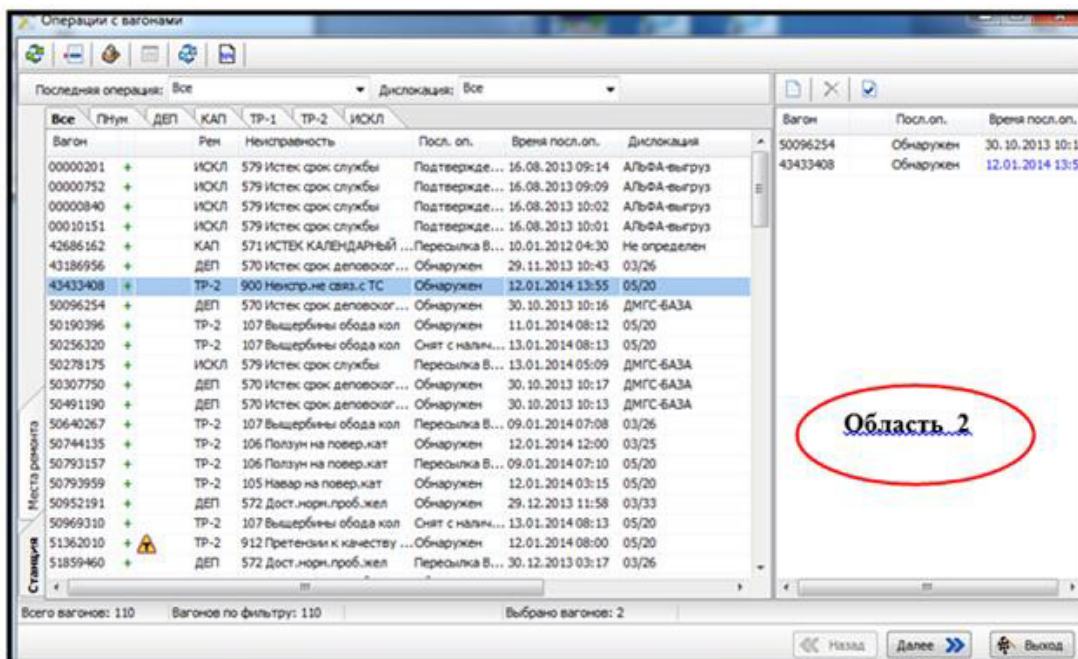 Операции с вагонами
Последняя операция: Все Дислокация: Все
Все ПНум ДЕП КАП ТР-1 ТР-2 ИСКЛ
Вагон Рем Неисправность Посл. оп. Время посл.оп. Дислокация
00000201 + ИСКЛ 579 Истек срок службы Подтвержде... 16.08.2013 09:14 АЛЬФА-выгруз
00000752 + ИСКЛ 579 Истек срок службы Подтвержде... 16.08.2013 09:09 АЛЬФА-выгруз
00000840 + ИСКЛ 579 Истек срок службы Подтвержде... 16.08.2013 10:02 АЛЬФА-выгруз
00010151 + ИСКЛ 579 Истек срок службы Подтвержде... 16.08.2013 10:01 АЛЬФА-выгруз
42686162 + КАП 571 ИСТЕК КАЛЕНДАРНЫЙ ... Пересылка В... 10.01.2012 04:30 Не определен
43186956 + ДЕП 570 Истек срок деповског... Обнаружен 29.11.2013 10:43 03/26
43433408 + ТР-2 900 Неиспр.не связ.с ТС Обнаружен 12.01.2014 13:55 05/20
50096254 + ДЕП 570 Истек срок деповског... Обнаружен 30.10.2013 10:16 ДМГС-БАЗА
50190396 + ТР-2 107 Выщербины обода кол Обнаружен 11.01.2014 08:12 05/20
50256320 + ТР-2 107 Выщербины обода кол Снят с налич... 13.01.2014 08:13 05/20
50278175 + ИСКЛ 579 Истек срок службы Пересылка В... 13.01.2014 05:09 ДМГС-БАЗА
50307750 + ДЕП 570 Истек срок деповског... Обнаружен 30.10.2013 10:17 ДМГС-БАЗА
50491190 + ДЕП 570 Истек срок деповског... Обнаружен 30.10.2013 10:13 ДМГС-БАЗА
50640267 + ТР-2 107 Выщербины обода кол Пересылка В... 09.01.2014 07:08 03/26
50744135 + ТР-2 106 Ползун на повер.кат Обнаружен 12.01.2014 12:00 03/25
50793157 + ТР-2 106 Ползун на повер.кат Пересылка В... 09.01.2014 07:10 05/20
50793959 + ТР-2 105 Навар на повер.кат Обнаружен 12.01.2014 03:15 05/20
50952191 + ДЕП 572 Дост.норм.проб.жел Обнаружен 29.12.2013 11:58 03/33
50969310 + ТР-2 107 Выщербины обода кол Снят с налич... 13.01.2014 08:13 05/20
51362010 + ТР-2 912 Претензии к качеству ... Обнаружен 12.01.2014 08:00 05/20
51859460 + ДЕП 572 Дост.норм.проб.жел Пересылка В... 30.12.2013 03:17 03/26
Места ремонта
Станция
Вагон Посл.оп. Время посл.оп.
50096254 Обнаружен 30.10.2013 10:1
43433408 Обнаружен 12.01.2014 13:5
Область 2
Всего вагонов: 110 Вагонов по фильтру: 110 Выбрано вагонов: 2
Назад Далее Выход